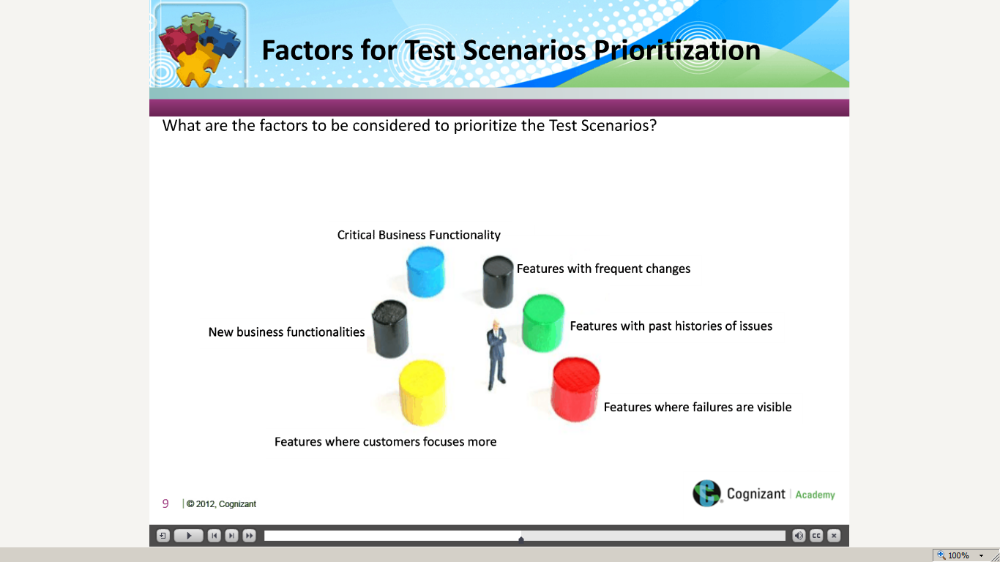 Factors for Test Scenarios Prioritization
What are the factors to be considered to prioritize the Test Scenarios?
Critical Business Functionality
Features with frequent changes
Features with past histories of issues
New business functionalities
Features where failures are visible
Features where customers focuses more
9 | © 2012, Cognizant
Cognizant | Academy
CC
100%